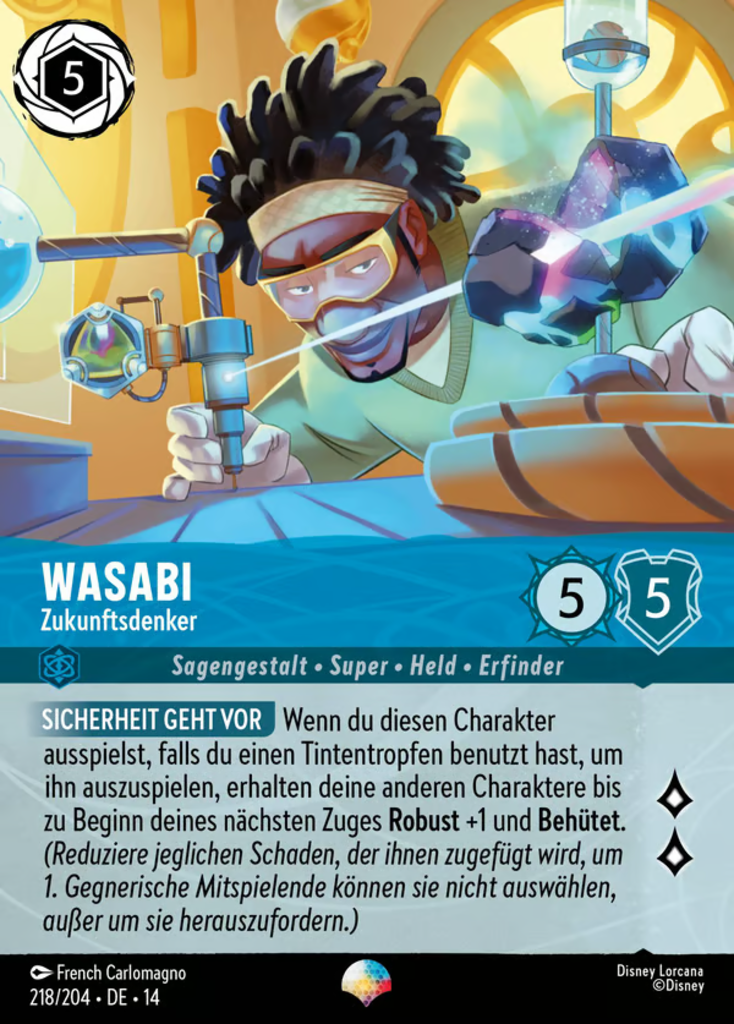 5
WASABI
Zukunftsdenker
5
5
Sagengestalt • Super • Held • Erfinder
SICHERHEIT GEHT VOR Wenn du diesen Charakter
ausspielst, falls du einen Tintentropfen benutzt hast, um
ihn auszuspielen, erhalten deine anderen Charaktere bis
zu Beginn deines nächsten Zuges Robust +1 und Behütet.
(Reduziere jeglichen Schaden, der ihnen zugefügt wird, um
1. Gegnerische Mitspielende können sie nicht auswählen,
außer um sie herauszufordern.)
French Carlomagno
218/204 • DE • 14
Disney Lorcana
©Disney